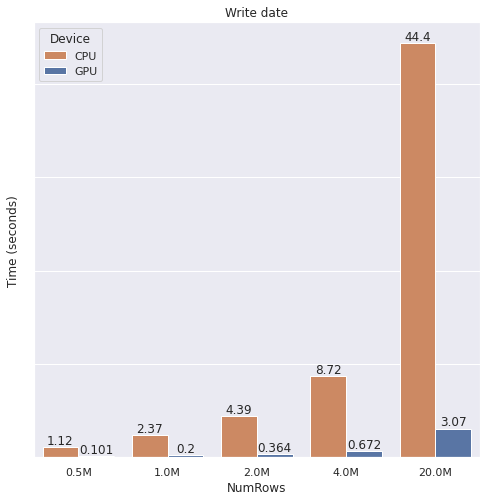 Write date
Device
CPU
GPU
Time (seconds)
1.12
0.101
2.37
0.2
4.39
0.364
8.72
0.672
44.4
3.07
0.5M
1.0M
2.0M
4.0M
20.0M
NumRows